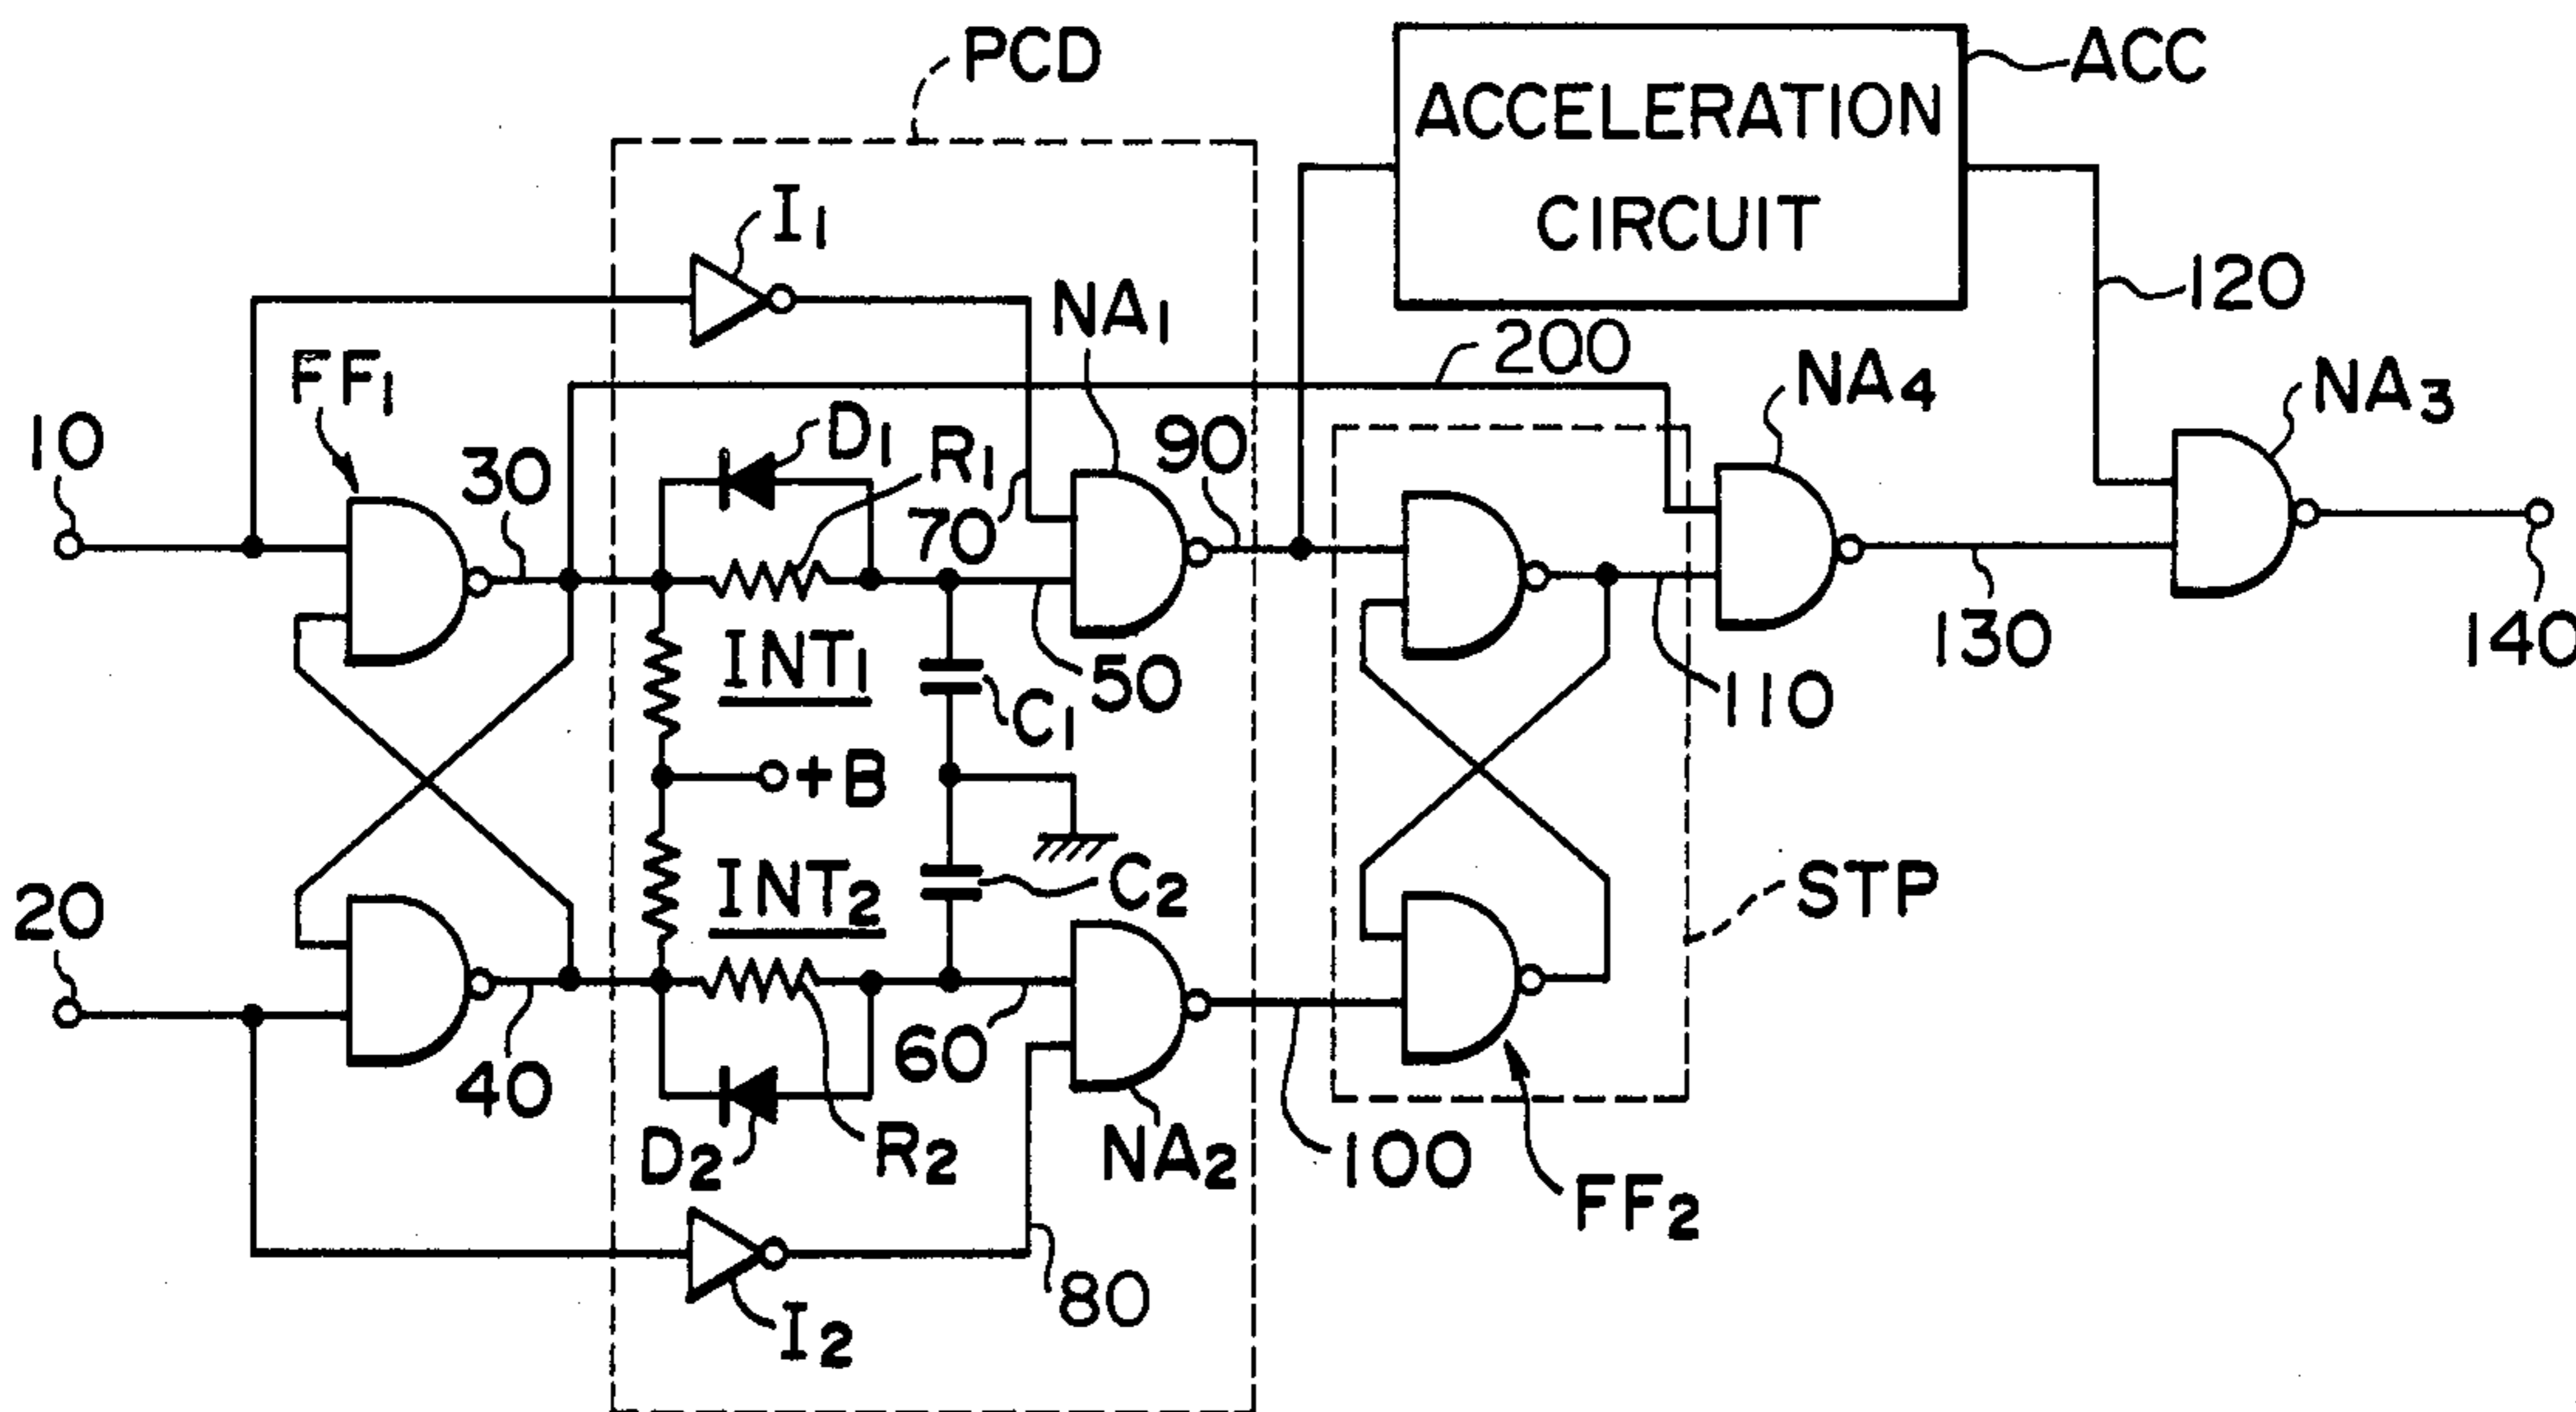 PCD
ACC
ACCELERATION
CIRCUIT
I1
NA1
120
200
FF1
NA4
NA3
10
30
D1
R1
70
90
INT1
50
C1
110
130
140
+B
20
INT2
C2
STP
40
60
D2
R2
NA2
100
FF2
80
I2